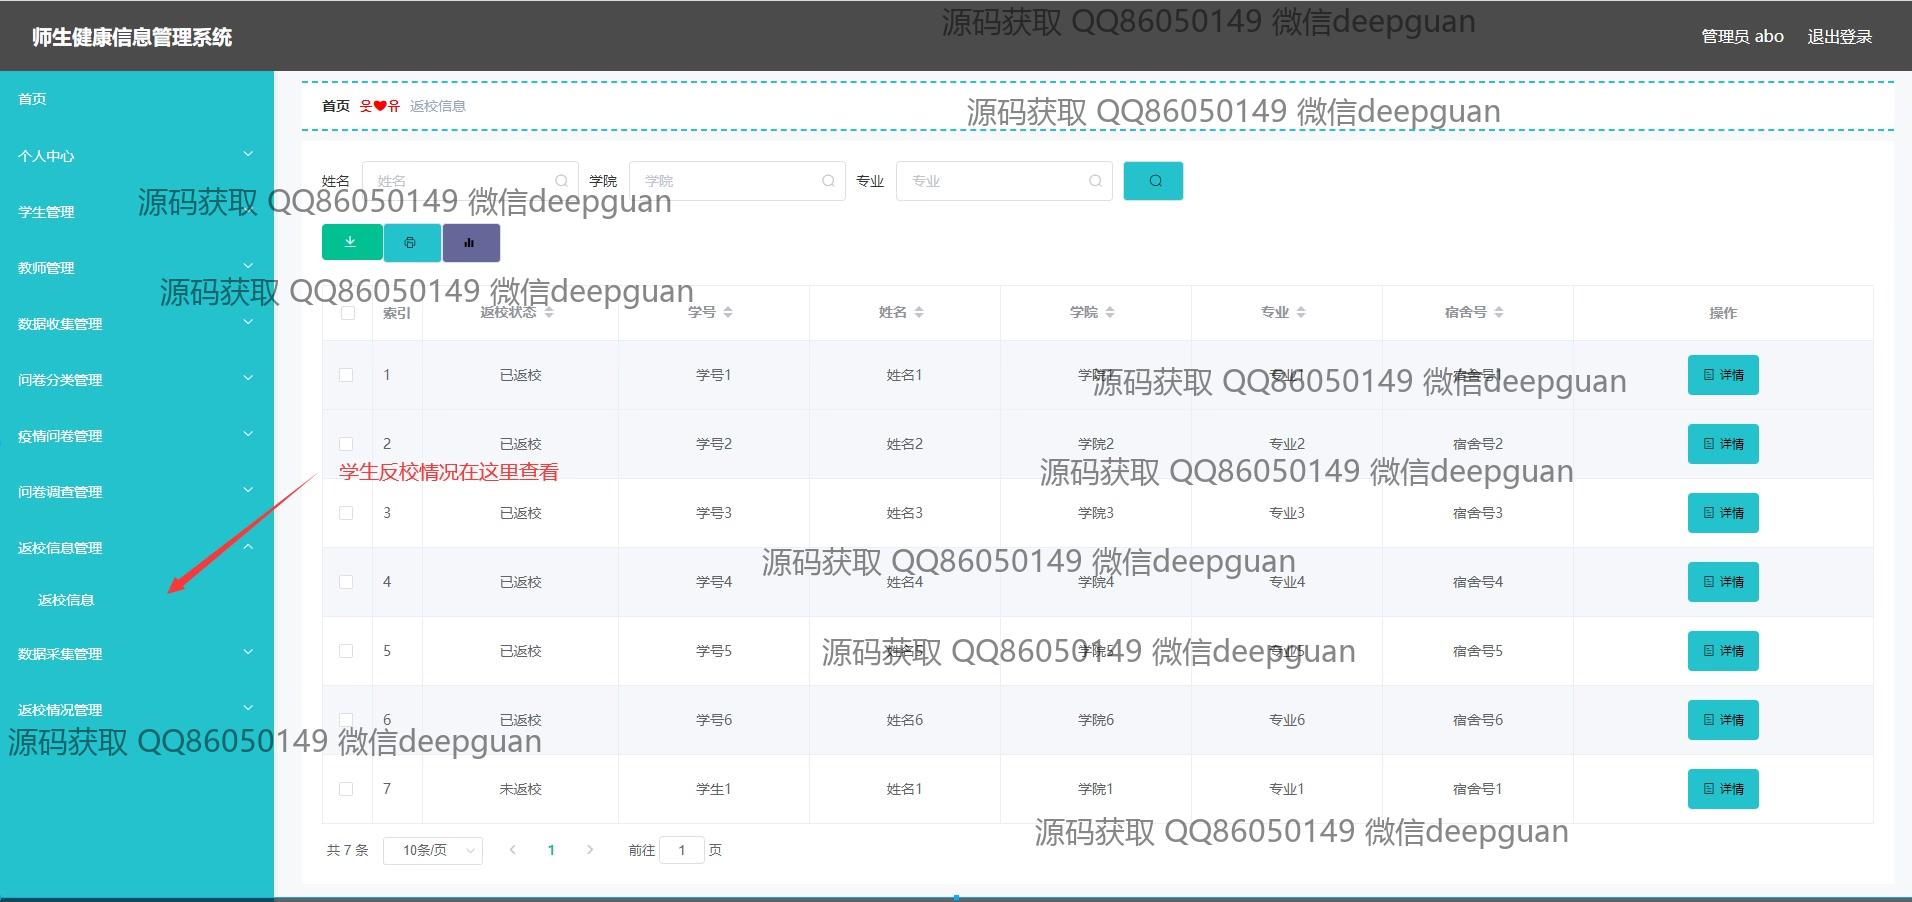 师生健康信息管理系统
源码获取 QQ86050149 微信deepguan
管理员 abo 退出登录
首页
个人中心
学生管理
教师管理
数据收集管理
问卷分类管理
疫情问卷管理
问卷调查管理
返校信息管理
返校信息
数据采集管理
返校情况管理
首页 웃❤유 返校信息
源码获取 QQ86050149 微信deepguan
姓名 姓名 学院 学院 专业 专业
源码获取 QQ86050149 微信deepguan
源码获取 QQ86050149 微信deepguan
索引 返校状态 学号 姓名 学院 专业 宿舍号 操作
1 已返校 学号1 姓名1 学院1 专业1 宿舍号1 详情
源码获取 QQ86050149 微信deepguan
2 已返校 学号2 姓名2 学院2 专业2 宿舍号2 详情
学生反校情况在这里查看
源码获取 QQ86050149 微信deepguan
3 已返校 学号3 姓名3 学院3 专业3 宿舍号3 详情
源码获取 QQ86050149 微信deepguan
4 已返校 学号4 姓名4 学院4 专业4 宿舍号4 详情
5 已返校 学号5 姓名5 学院5 专业5 宿舍号5 详情
源码获取 QQ86050149 微信deepguan
6 已返校 学号6 姓名6 学院6 专业6 宿舍号6 详情
源码获取 QQ86050149 微信deepguan
7 未返校 学生1 姓名1 学院1 专业1 宿舍号1 详情
源码获取 QQ86050149 微信deepguan
共 7 条 10条/页 1 前往 1 页